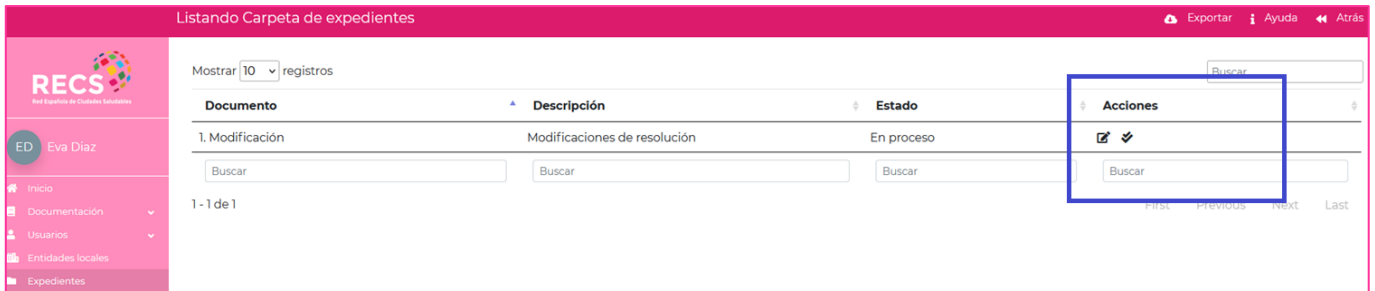 Listando Carpeta de expedientes
Exportar Ayuda Atrás
RECS
Red Española de Ciudades Saludables
Mostrar 10 registros
Buscar
Documento Descripción Estado Acciones
1. Modificación Modificaciones de resolución En proceso
ED Eva Diaz
Buscar Buscar Buscar Buscar
Inicio
1 - 1 de 1 First Previous Next Last
Documentación
Usuarios
Entidades locales
Expedientes